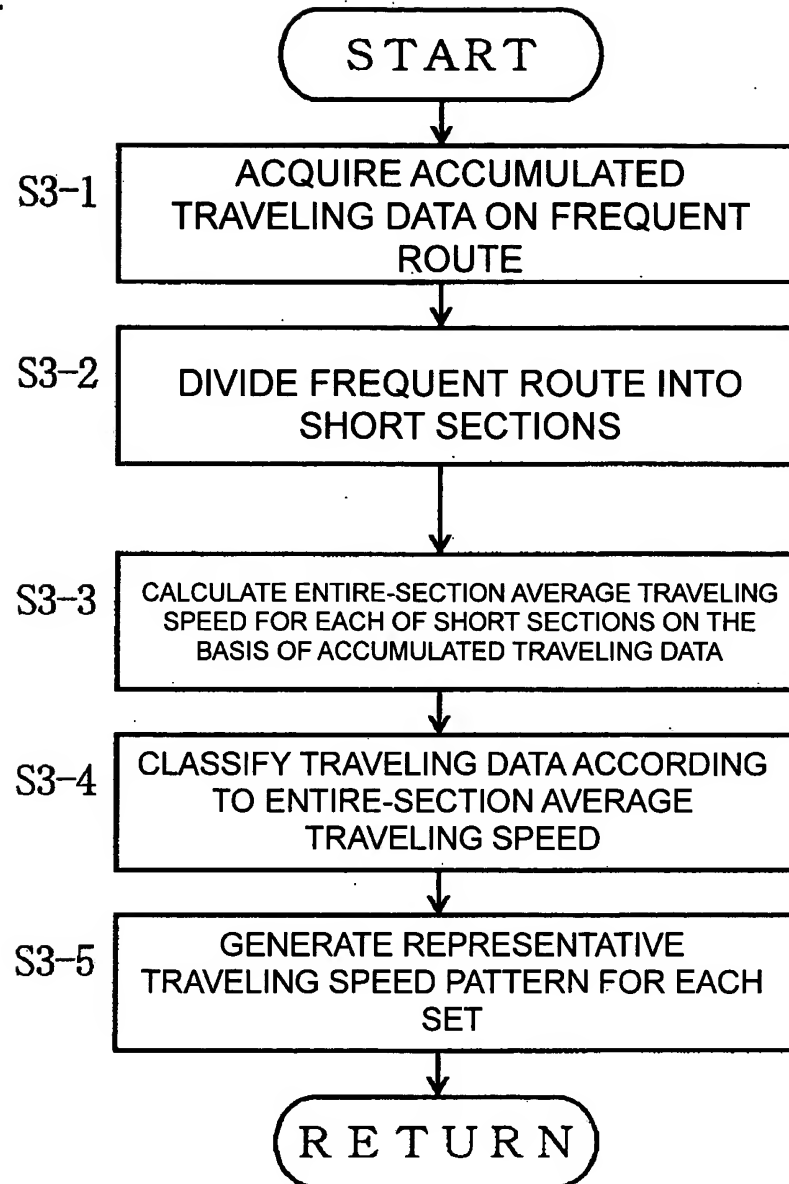 START
S3-1
ACQUIRE ACCUMULATED
TRAVELING DATA ON FREQUENT
ROUTE
S3-2
DIVIDE FREQUENT ROUTE INTO
SHORT SECTIONS
S3-3
CALCULATE ENTIRE-SECTION AVERAGE TRAVELING
SPEED FOR EACH OF SHORT SECTIONS ON THE
BASIS OF ACCUMULATED TRAVELING DATA
S3-4
CLASSIFY TRAVELING DATA ACCORDING
TO ENTIRE-SECTION AVERAGE
TRAVELING SPEED
S3-5
GENERATE REPRESENTATIVE
TRAVELING SPEED PATTERN FOR EACH
SET
RETURN